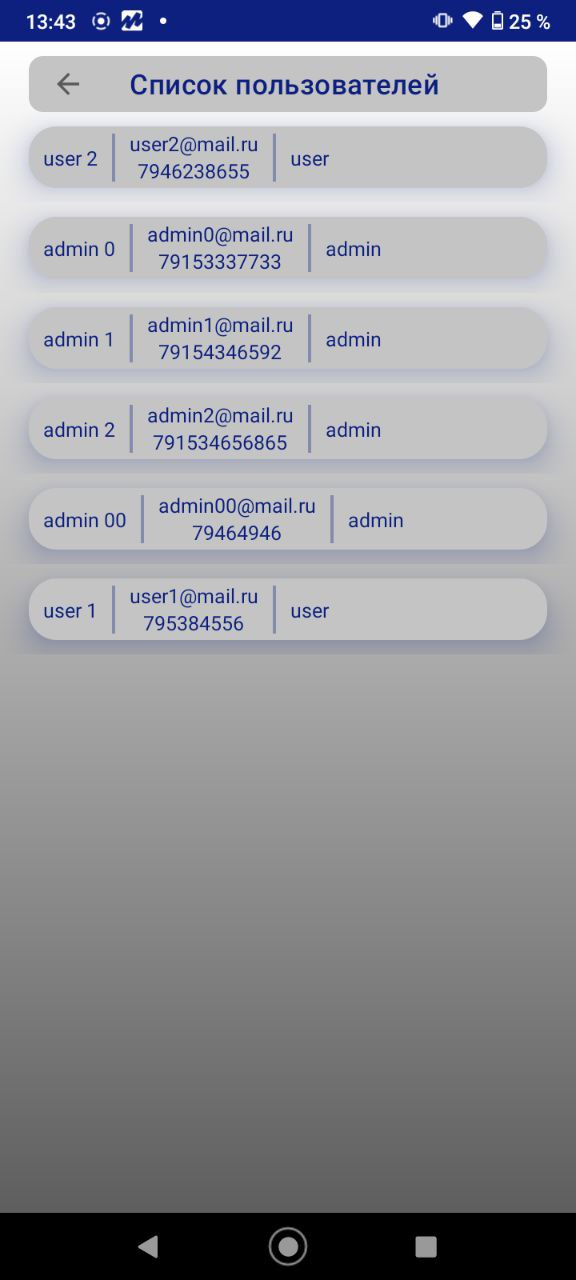 13:43 25 %
Список пользователей
user 2 user2@mail.ru user
7946238655
admin 0 admin0@mail.ru admin
79153337733
admin 1 admin1@mail.ru admin
79154346592
admin 2 admin2@mail.ru admin
791534656865
admin 00 admin00@mail.ru admin
79464946
user 1 user1@mail.ru user
795384556